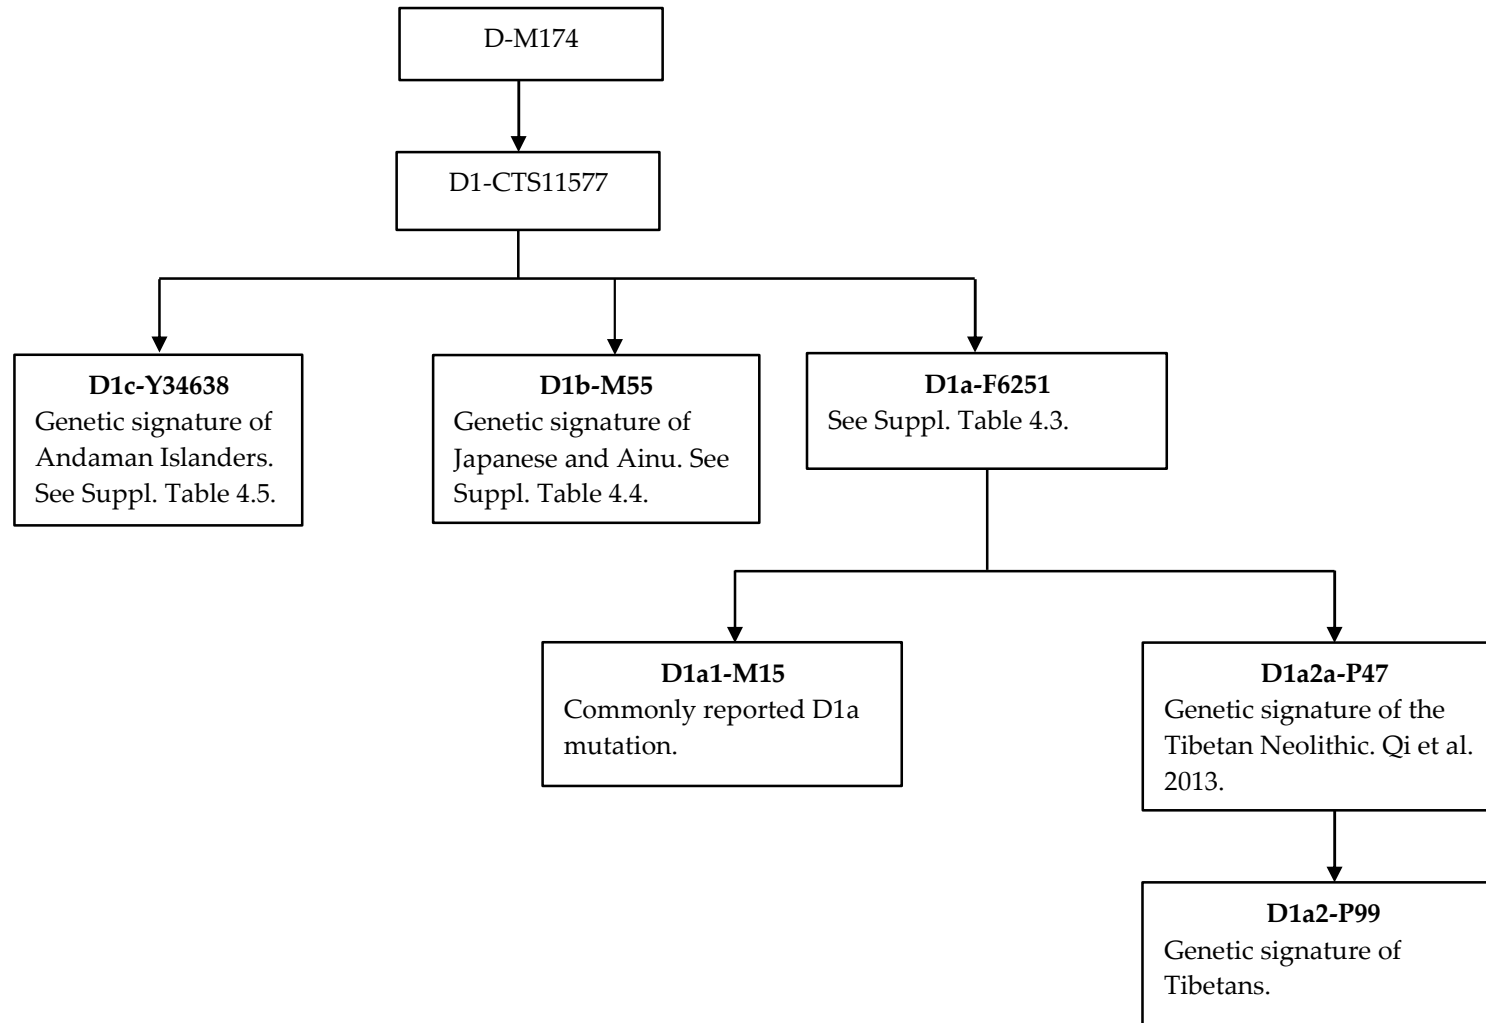 D-M174
D1-CTS11577
D1c-Y34638
Genetic signature of
Andaman Islanders.
See Suppl. Table 4.5.
D1b-M55
Genetic signature of
Japanese and Ainu. See
Suppl. Table 4.4.
D1a-F6251
See Suppl. Table 4.3.
D1a1-M15
Commonly reported D1a
mutation.
D1a2a-P47
Genetic signature of the
Tibetan Neolithic. Qi et al.
2013.
D1a2-P99
Genetic signature of
Tibetans.